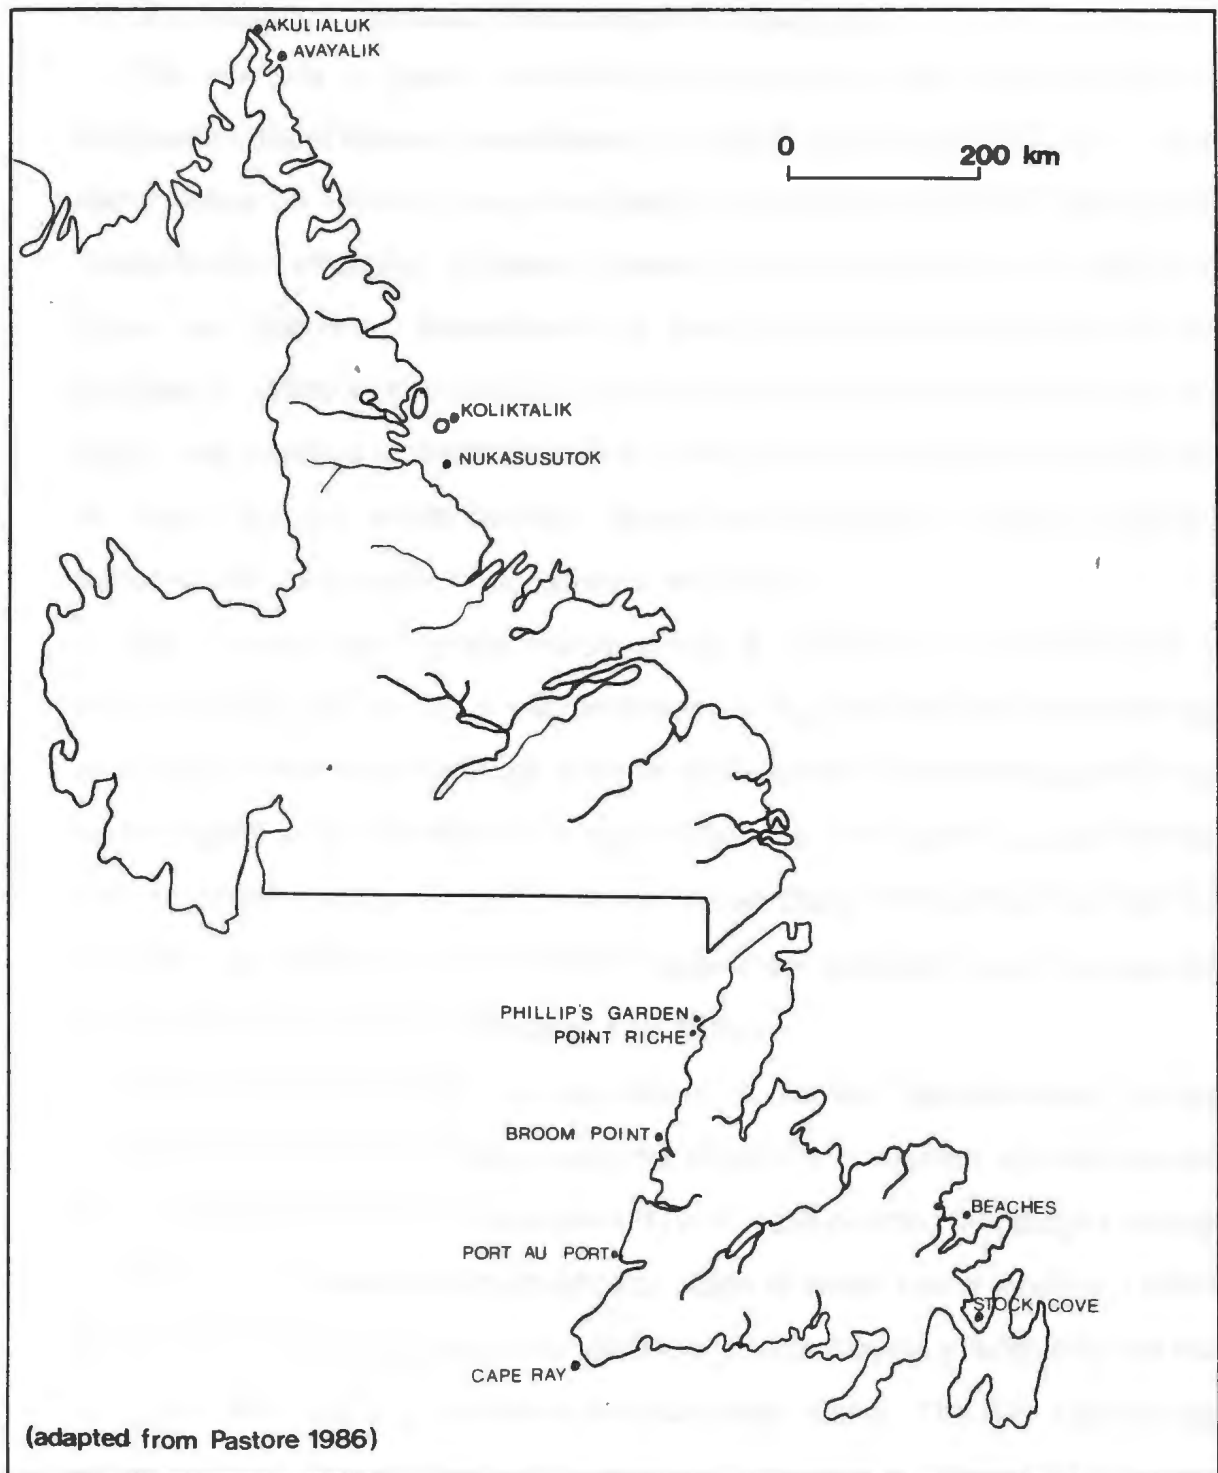 AKULIALUK
AVAYALIK
0 200 km
KOLIKTALIK
NUKASUSUTOK
PHILLIP'S GARDEN
POINT RICHE
BROOM POINT
BEACHES
PORT AU PORT
STOCK COVE
CAPE RAY
(adapted from Pastore 1986)